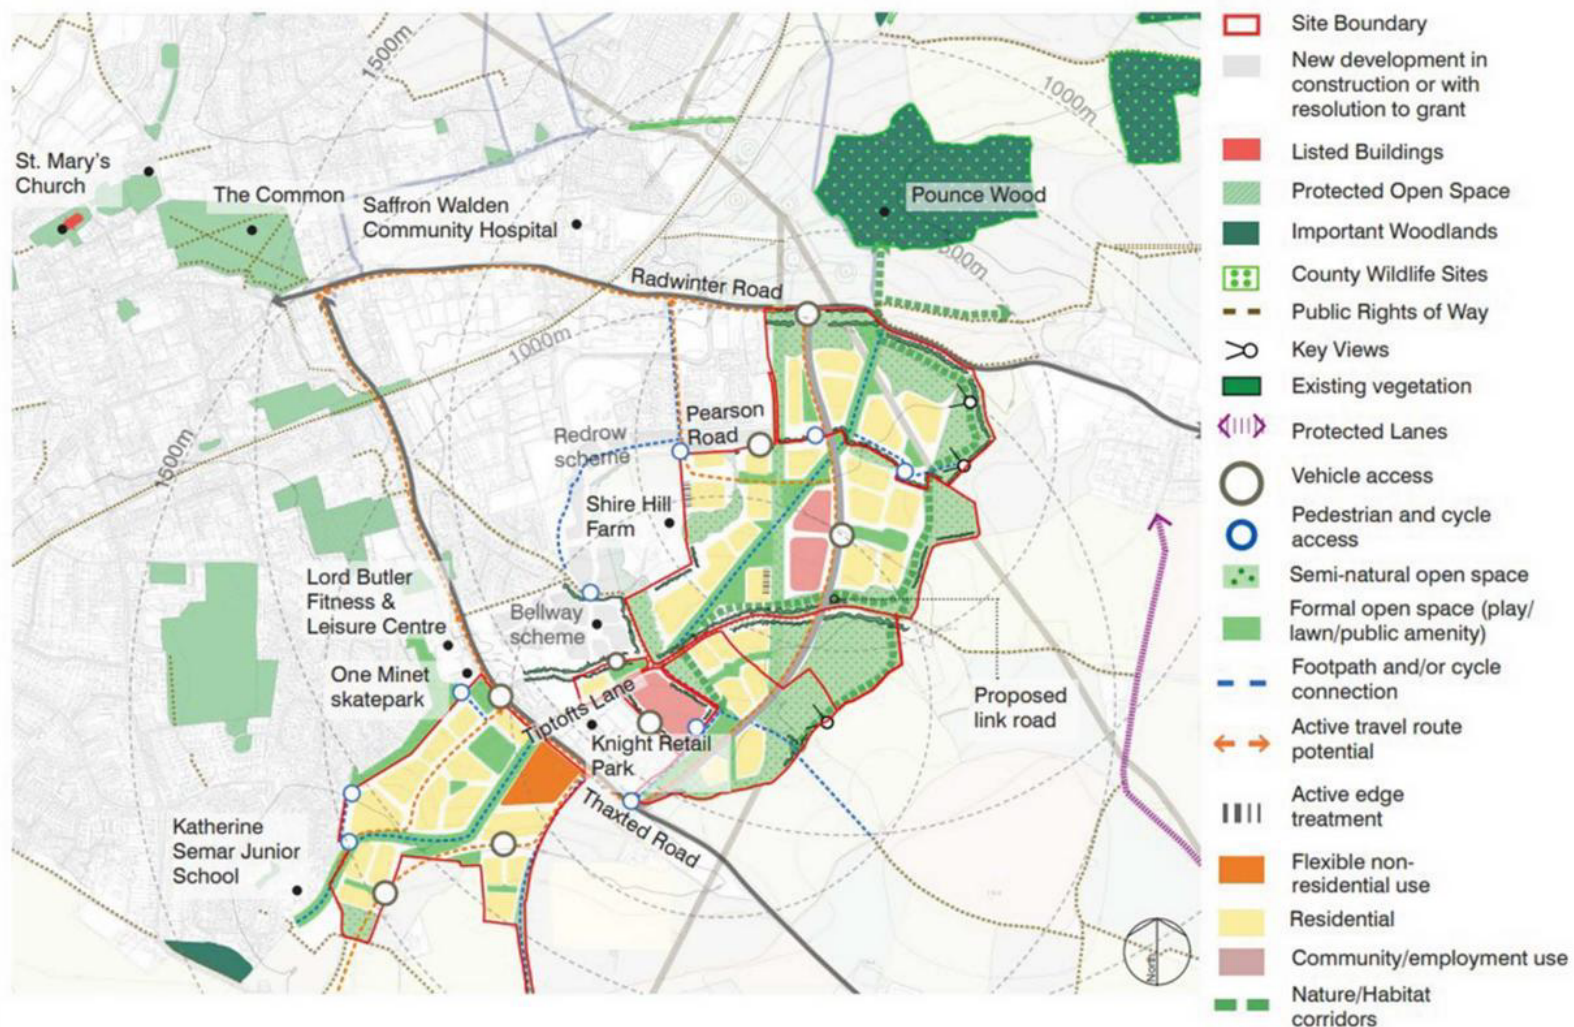 1500m
1000m
St. Mary's
Church
The Common
Saffron Walden
Community Hospital
Pounce Wood
500m
Radwinter Road
1000m
1500m
Redrow
scheme
Pearson
Road
Shire Hill
Farm
Lord Butler
Fitness &
Leisure Centre
Bellway
scheme
One Minet
skatepark
Tiptofts Lane
Knight Retail
Park
Proposed
link road
Thaxted Road
Katherine
Semar Junior
School
North
Site Boundary
New development in
construction or with
resolution to grant
Listed Buildings
Protected Open Space
Important Woodlands
County Wildlife Sites
Public Rights of Way
Key Views
Existing vegetation
Protected Lanes
Vehicle access
Pedestrian and cycle
access
Semi-natural open space
Formal open space (play/
lawn/public amenity)
Footpath and/or cycle
connection
Active travel route
potential
Active edge
treatment
Flexible non-
residential use
Residential
Community/employment use
Nature/Habitat
corridors